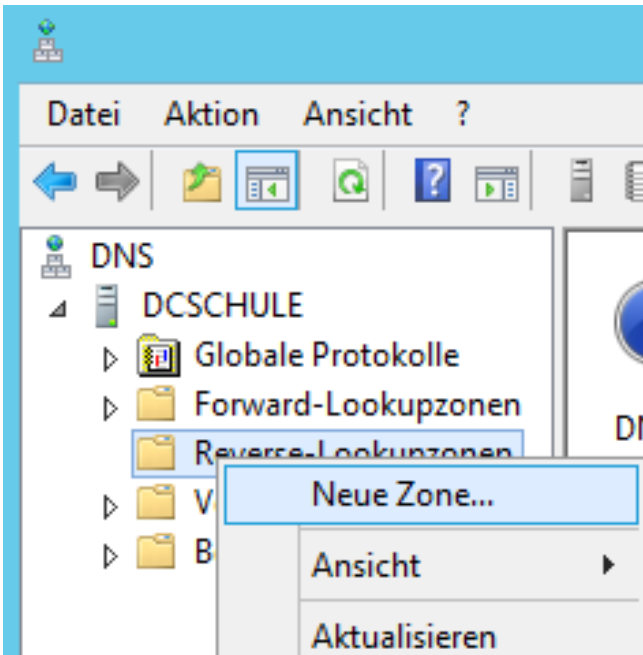 Datei Aktion Ansicht ?
DNS
DCSCHULE
Globale Protokolle
Forward-Lookupzonen
Reverse-Lookupzonen
Neue Zone...
Ansicht
Aktualisieren